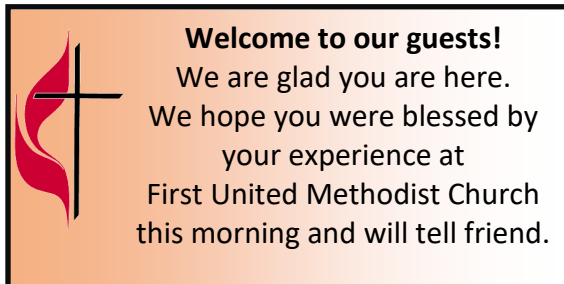 Welcome to our guests!
We are glad you are here.
We hope you were blessed by
your experience at
First United Methodist Church
this morning and will tell friend.